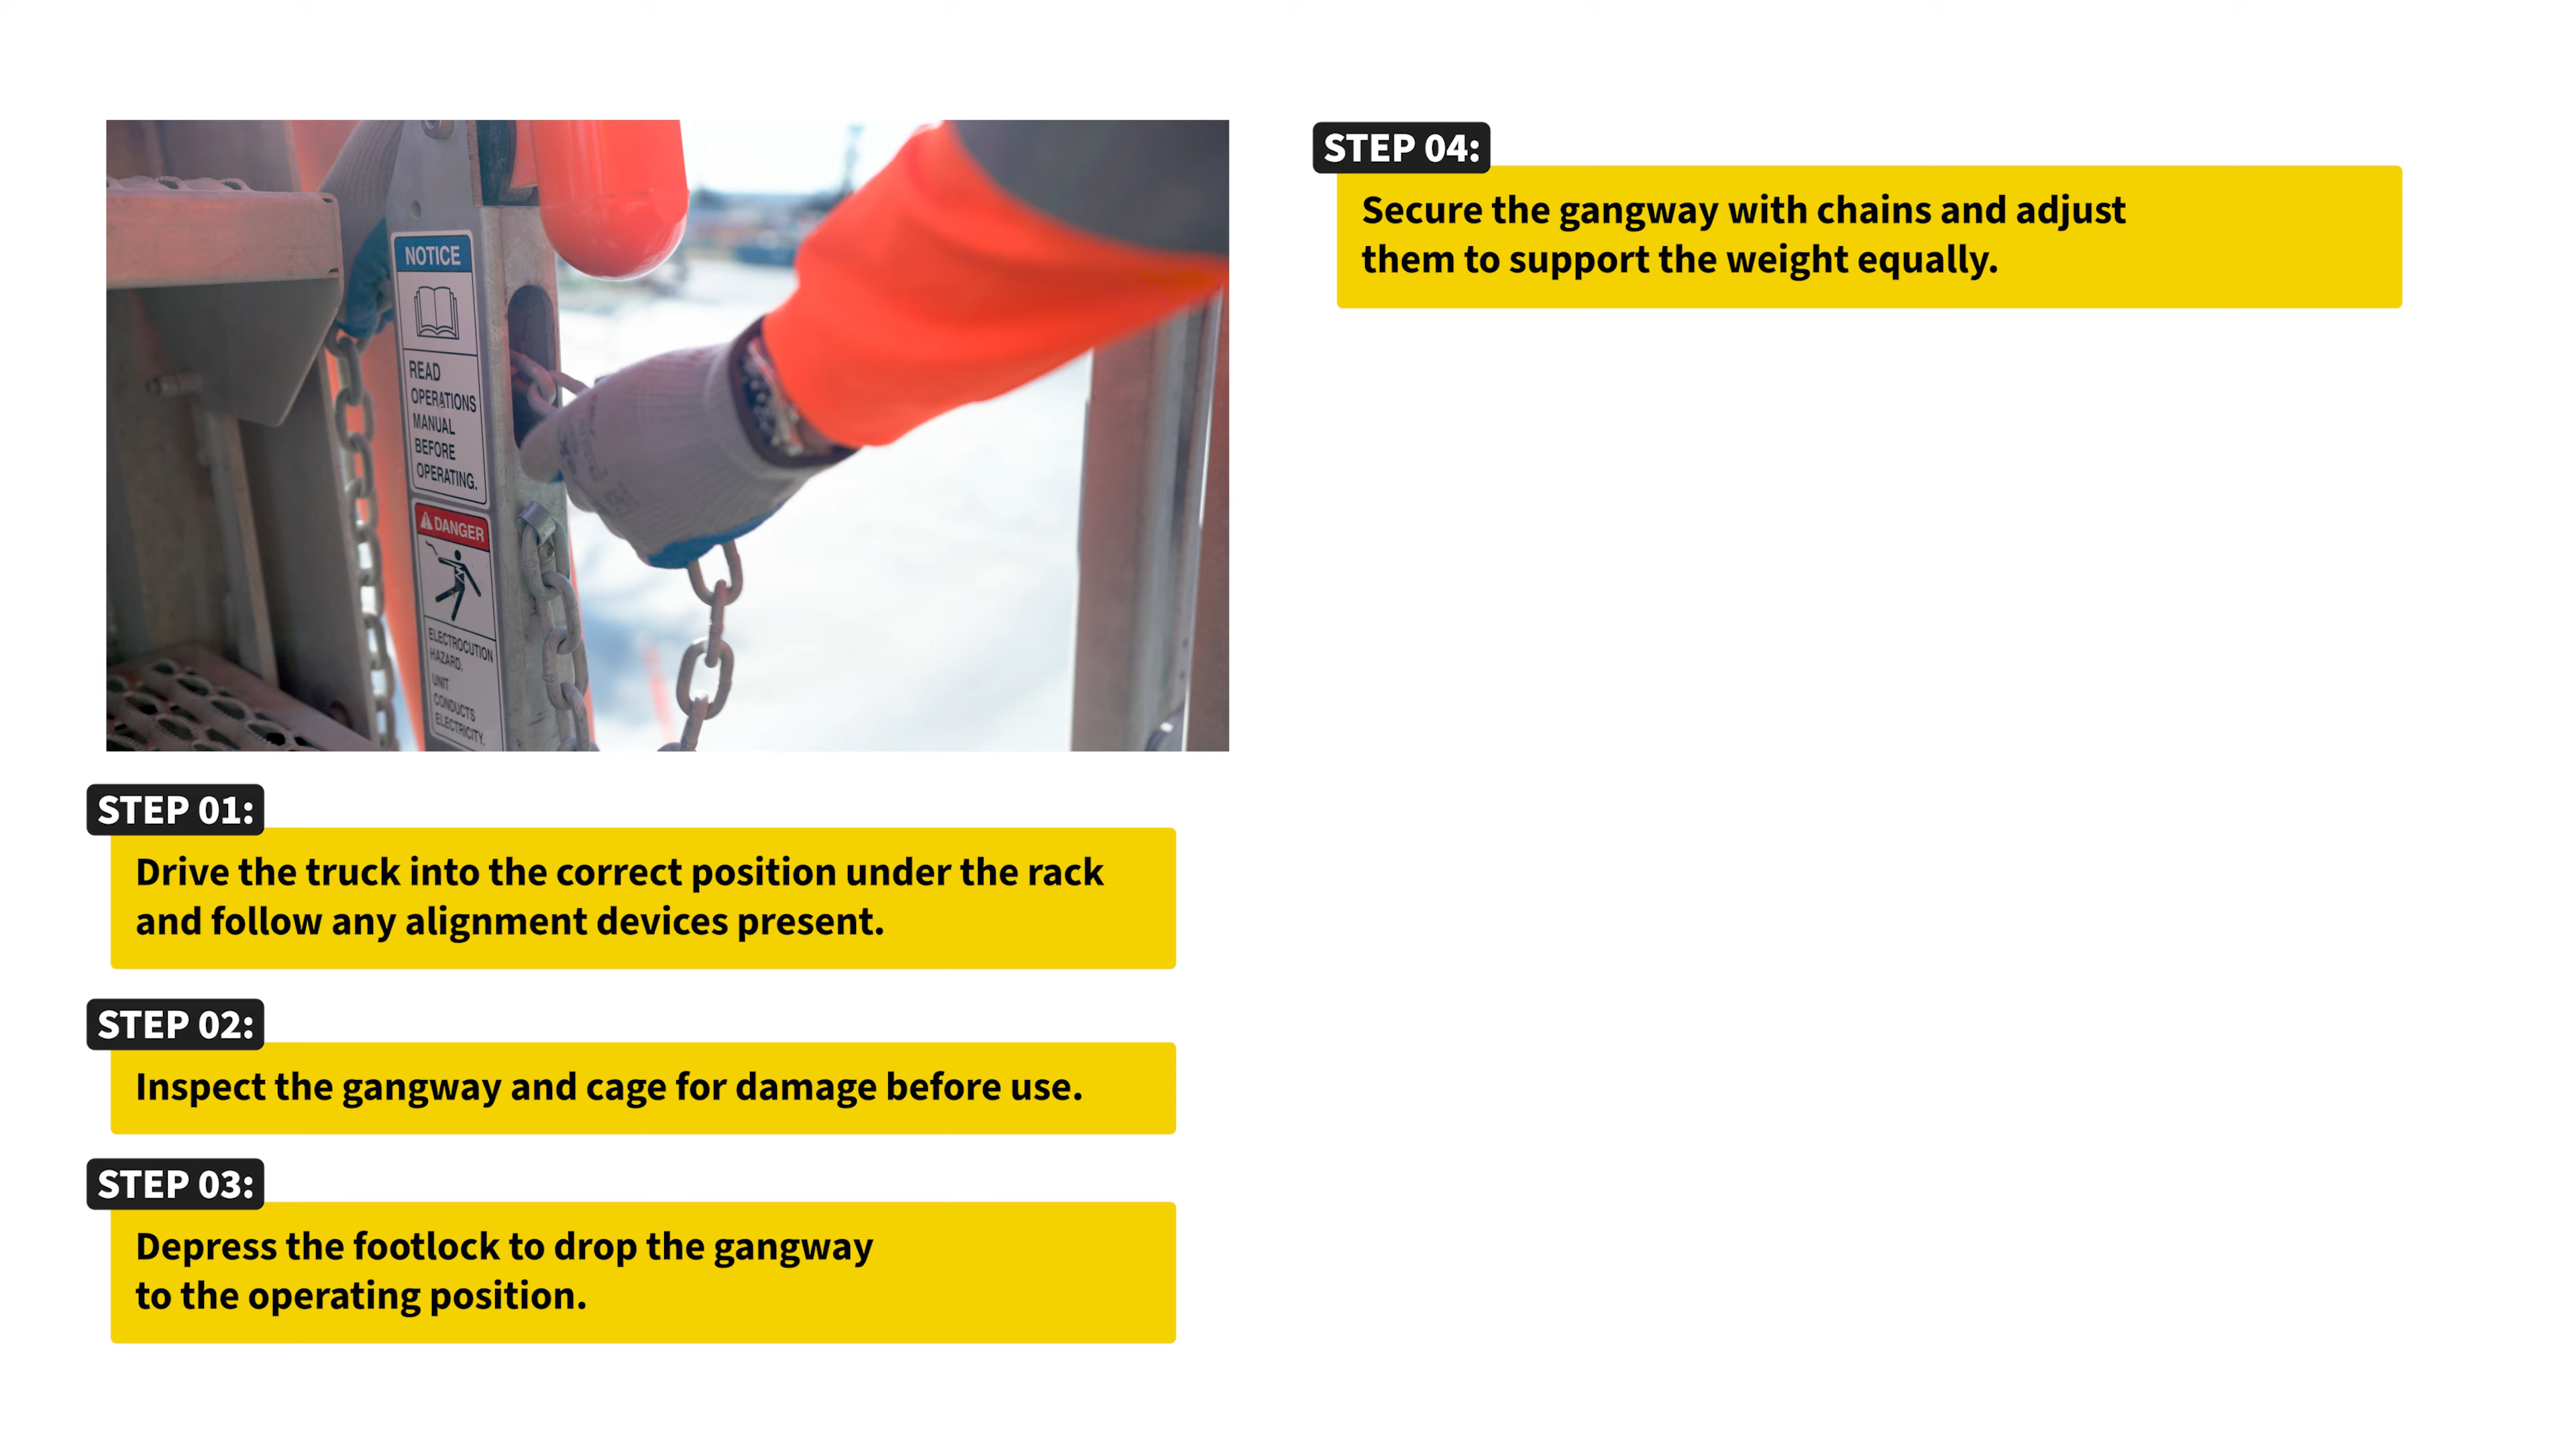 NOTICE
READ
OPERATIONS
MANUAL
BEFORE
OPERATING.
DANGER
ELECTROCUTION
HAZARD.
UNIT
CONDUCTS
ELECTRICITY.
STEP 01:
Drive the truck into the correct position under the rack
and follow any alignment devices present.
STEP 02:
Inspect the gangway and cage for damage before use.
STEP 03:
Depress the footlock to drop the gangway
to the operating position.
STEP 04:
Secure the gangway with chains and adjust
them to support the weight equally.